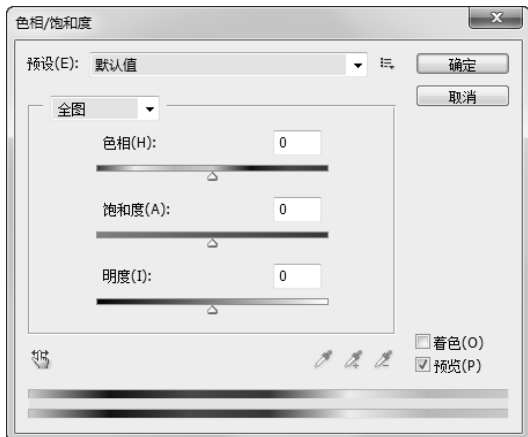 色相/饱和度
预设(E): 默认值
确定
取消
全图
色相(H): 0
饱和度(A): 0
明度(I): 0
着色(O)
预览(P)